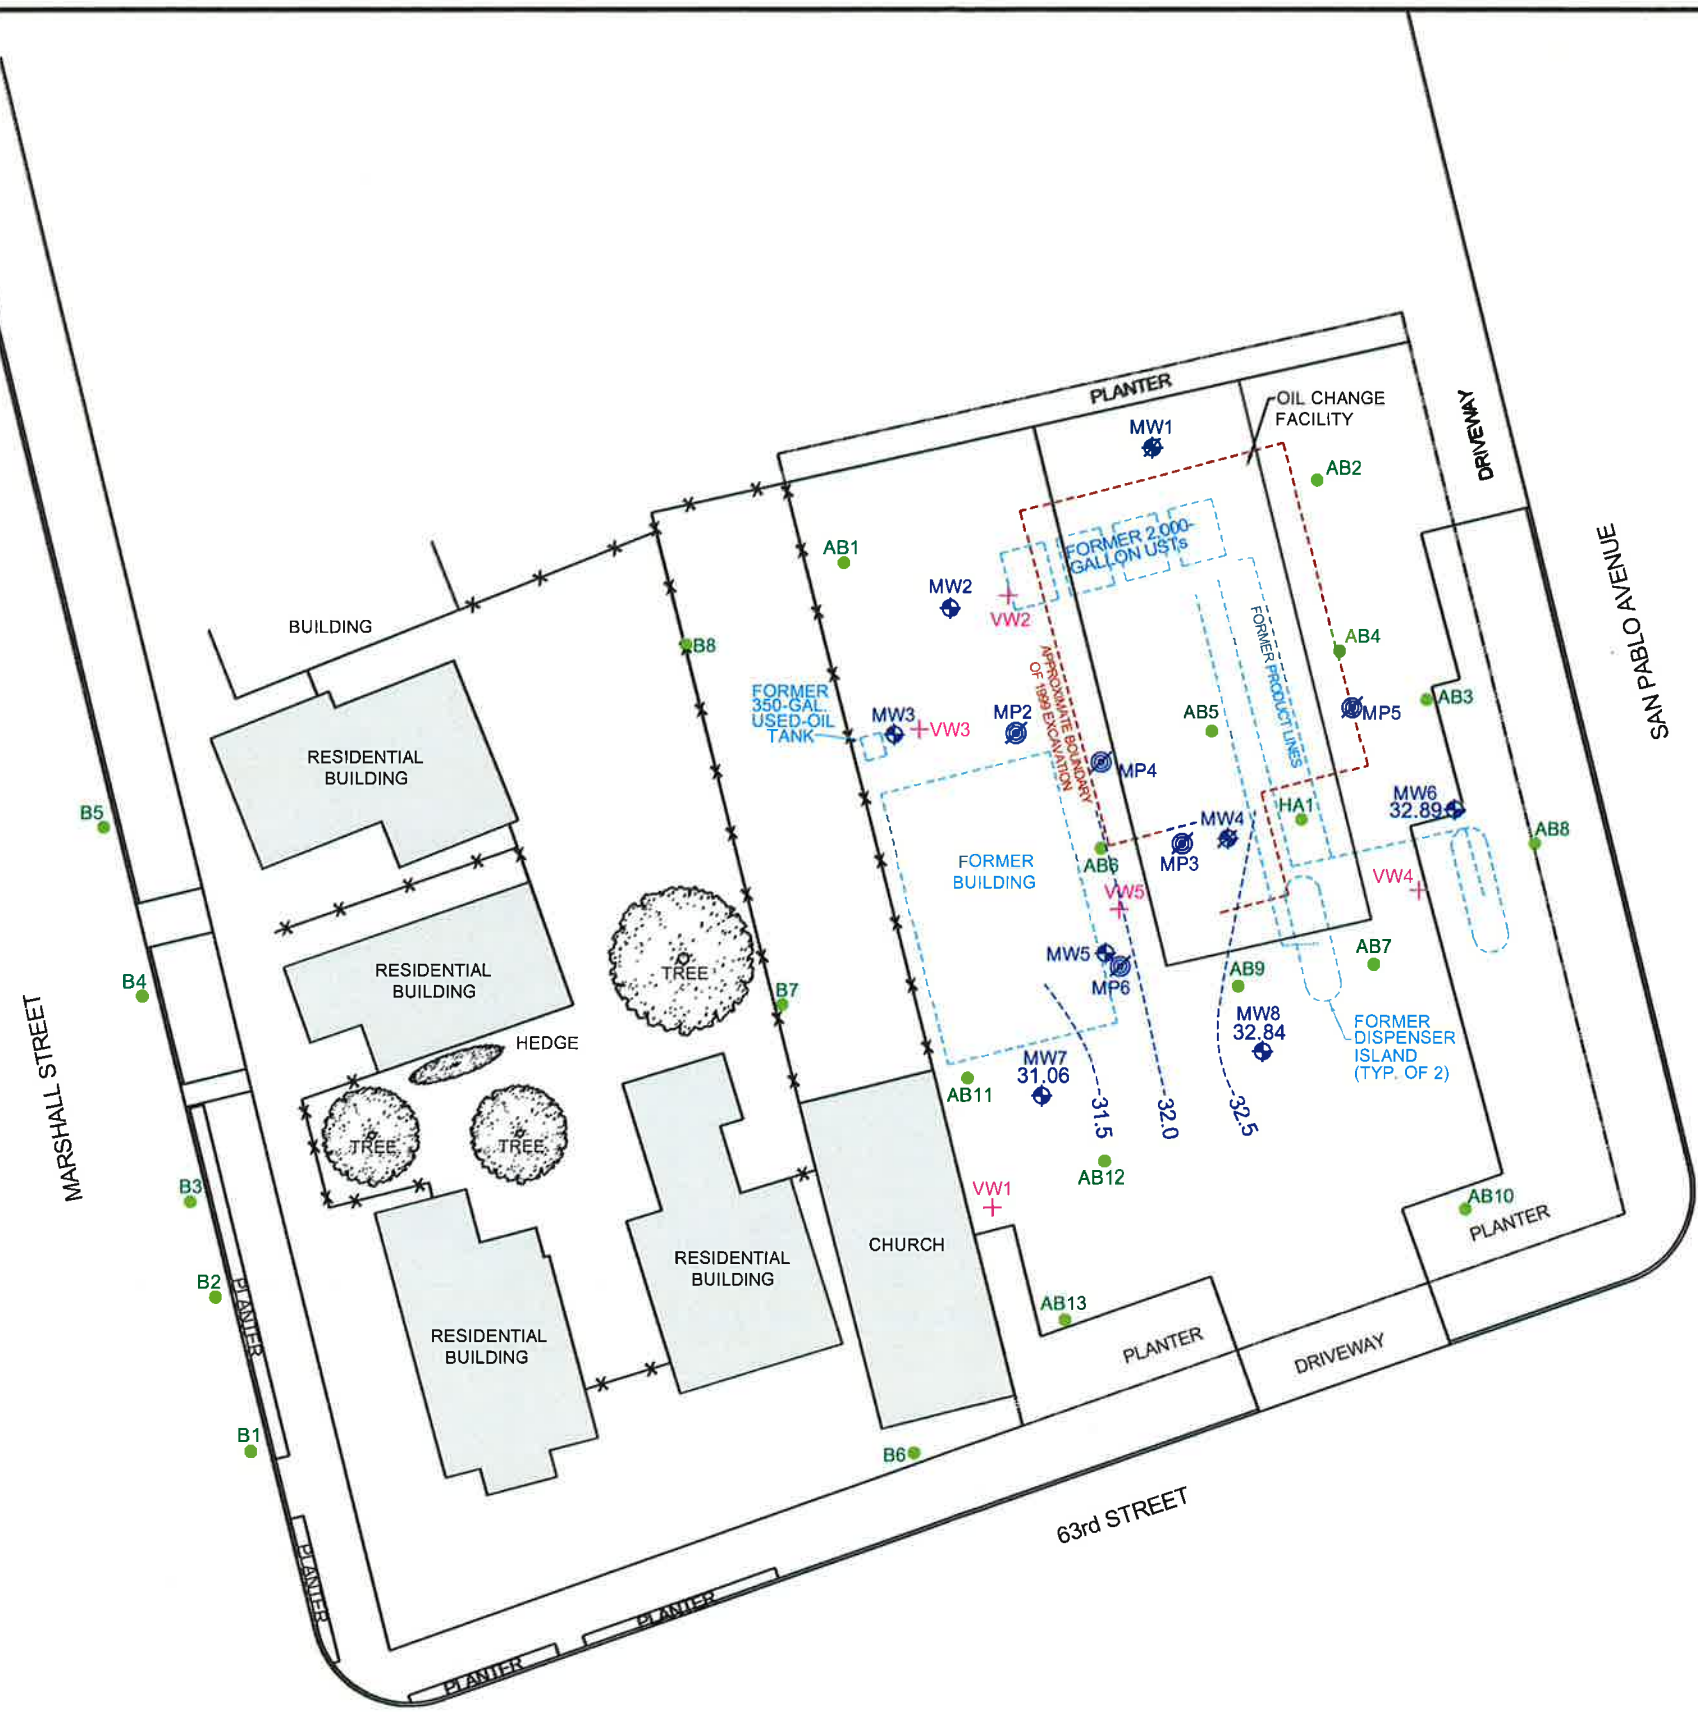 PLANTER
OIL CHANGE
FACILITY
DRIVEWAY
MW1
AB2
SAN PABLO AVENUE
FORMER 2,000-
GALLON USTs
AB1
MW2
VW2
BUILDING
B8
AB4
FORMER PRODUCT LINES
APPROXIMATE BOUNDARY
OF 1999 EXCAVATION
FORMER
350-GAL.
USED-OIL
TANK
MW3
VW3
MP2
AB5
MP5
AB3
RESIDENTIAL
BUILDING
MP4
MW6
32.89
B5
HA1
MW4
MP3
AB8
AB6
FORMER
BUILDING
VW5
VW4
RESIDENTIAL
BUILDING
TREE
MW5
MP6
AB9
AB7
B4
B7
MARSHALL STREET
HEDGE
MW8
32.84
FORMER
DISPENSER
ISLAND
(TYP. OF 2)
MW7
31.06
AB11
31.5
32.0
32.5
TREE
TREE
AB12
B3
VW1
AB10
PLANTER
CHURCH
RESIDENTIAL
BUILDING
B2
PLANTER
AB13
RESIDENTIAL
BUILDING
PLANTER
DRIVEWAY
B1
B6
63rd STREET
PLANTER
PLANTER
PLANTER